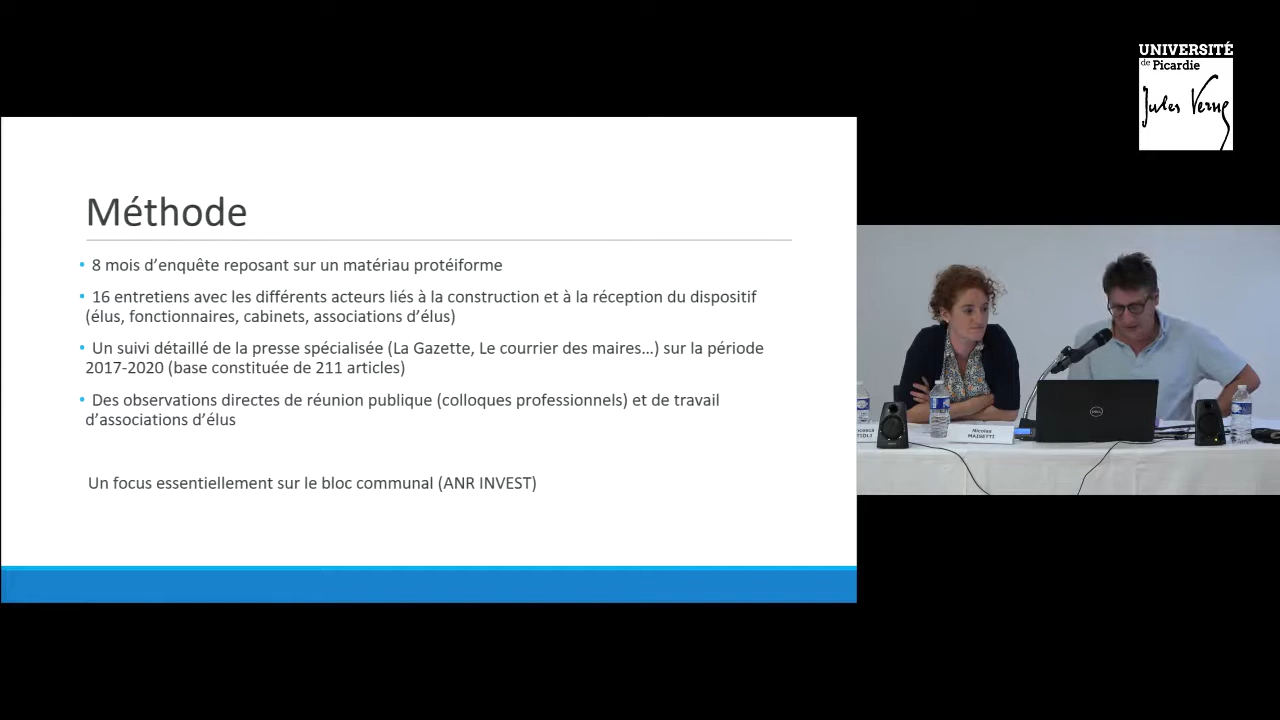 UNIVERSITÉ
de Picardie
Jules Verne
Méthode
• 8 mois d'enquête reposant sur un matériau protéiforme
• 16 entretiens avec les différents acteurs liés à la construction et à la réception du dispositif
(élus, fonctionnaires, cabinets, associations d'élus)
• Un suivi détaillé de la presse spécialisée (La Gazette, Le courrier des maires…) sur la période
2017-2020 (base constituée de 211 articles)
• Des observations directes de réunion publique (colloques professionnels) et de travail
d'associations d'élus
Un focus essentiellement sur le bloc communal (ANR INVEST)
Nicolas
MAISETTI
DELL